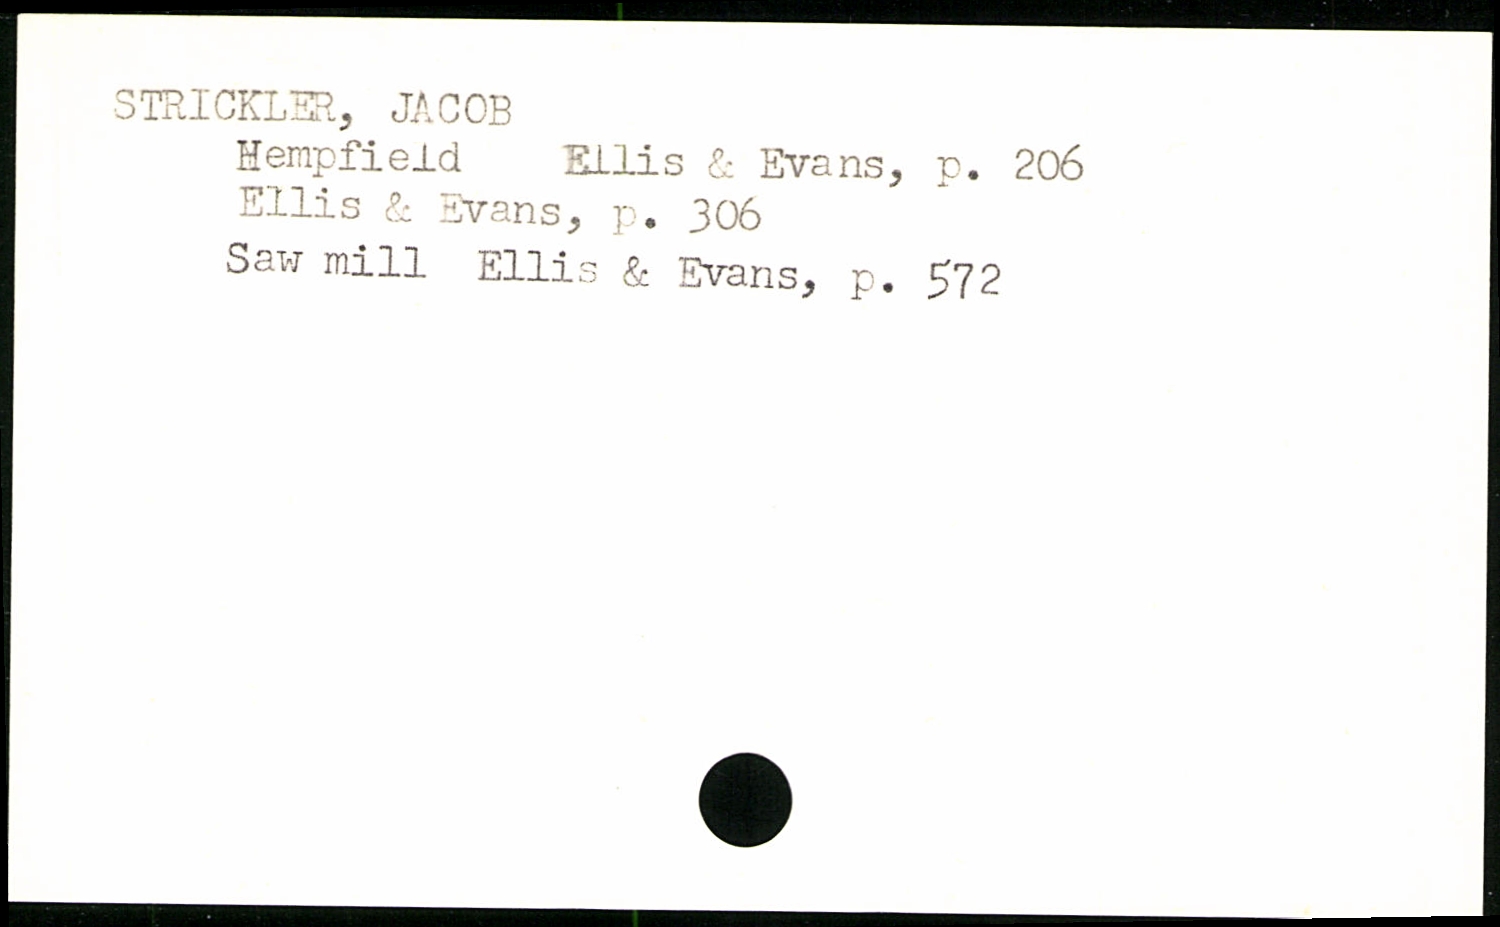 STRICKLER, JACOB
Hempfield Ellis & Evans, p. 206
Ellis & Evans, p. 306
Saw mill Ellis & Evans, p. 572